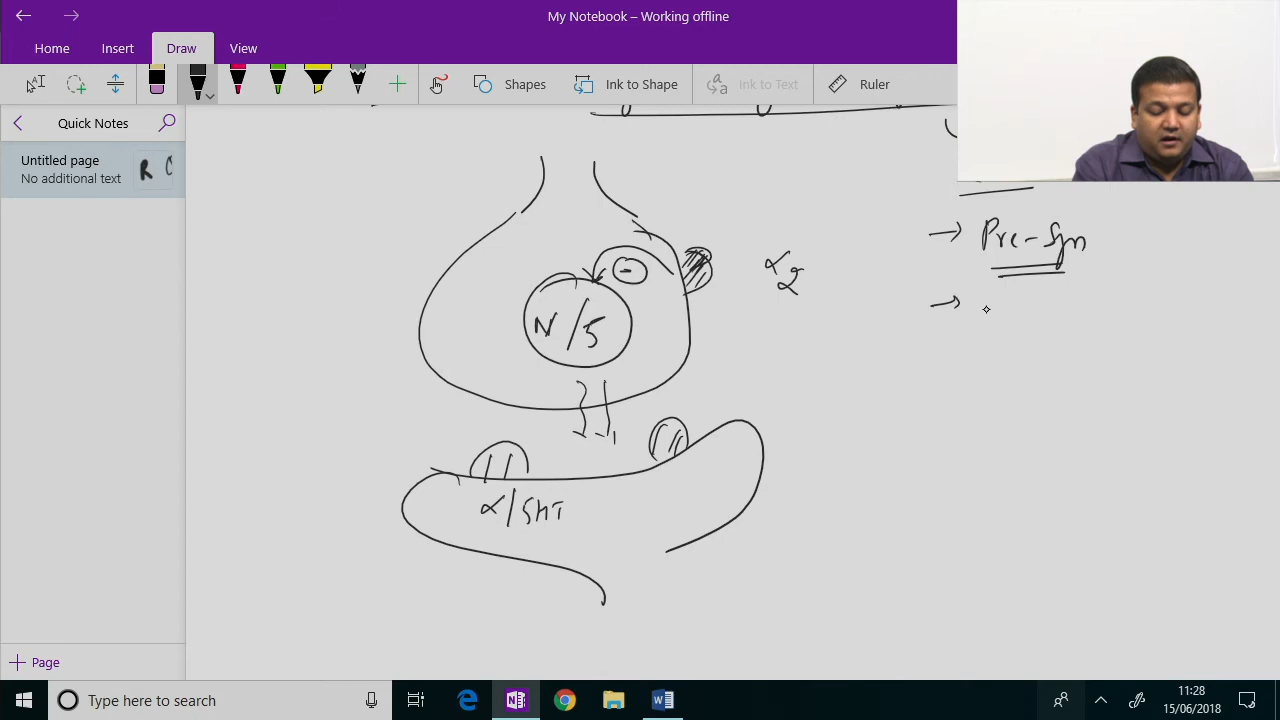 My Notebook – Working offline
Home Insert Draw View
Shapes Ink to Shape Ink to Text Ruler
Quick Notes
Untitled page
No additional text
R
→ Pre-Syn
α2
N/5
→
α/5HT
+ Page
Type here to search
11:28
15/06/2018